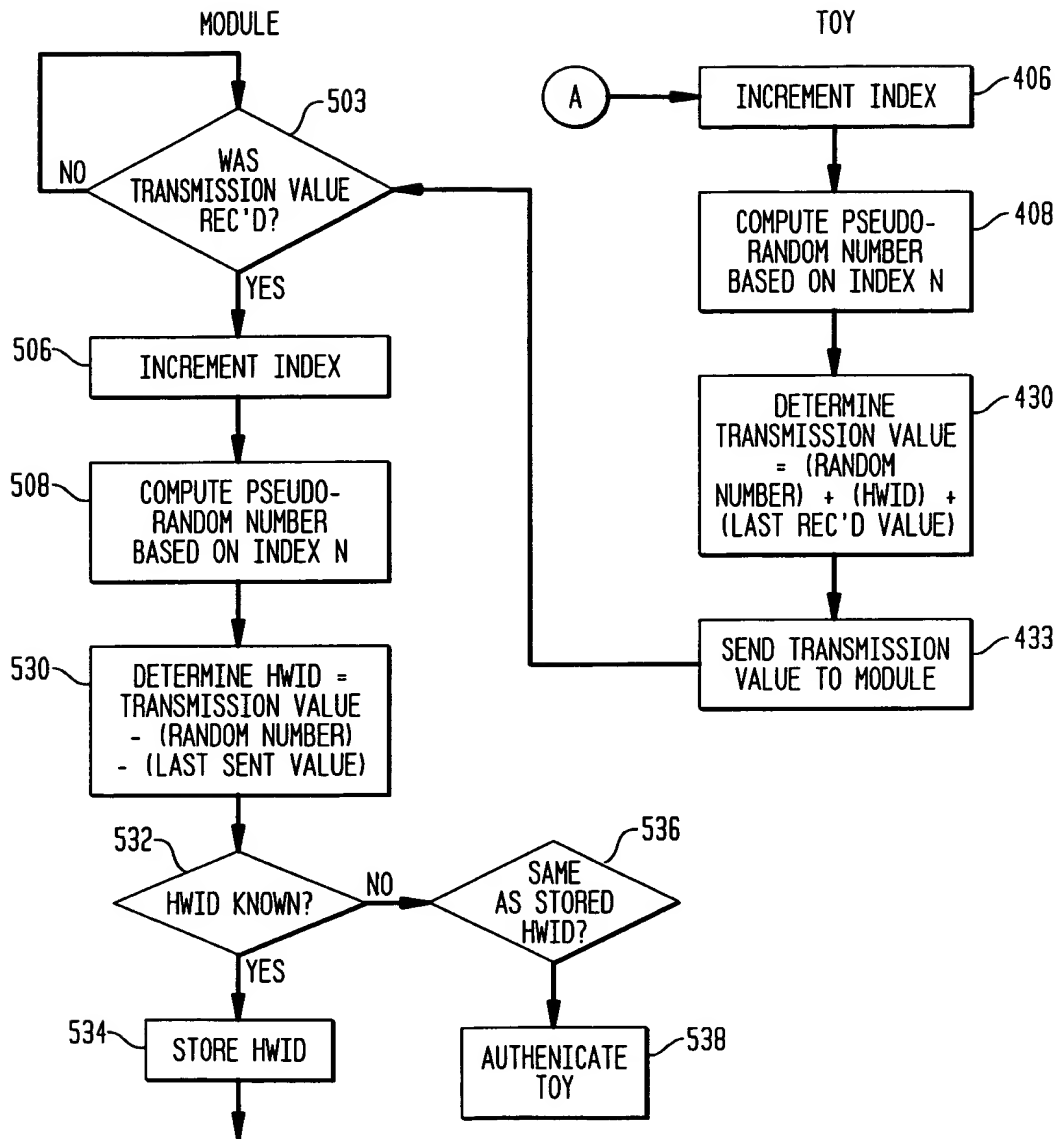 MODULE
503
WAS
TRANSMISSION VALUE
REC'D?
NO
YES
506
INCREMENT INDEX
508
COMPUTE PSEUDO-
RANDOM NUMBER
BASED ON INDEX N
530
DETERMINE HWID =
TRANSMISSION VALUE
- (RANDOM NUMBER)
- (LAST SENT VALUE)
532
HWID KNOWN?
NO
YES
534
STORE HWID
536
SAME
AS STORED
HWID?
AUTHENICATE
TOY
538
TOY
A
INCREMENT INDEX
406
COMPUTE PSEUDO-
RANDOM NUMBER
BASED ON INDEX N
408
DETERMINE
TRANSMISSION VALUE
= (RANDOM
NUMBER) + (HWID) +
(LAST REC'D VALUE)
430
SEND TRANSMISSION
VALUE TO MODULE
433